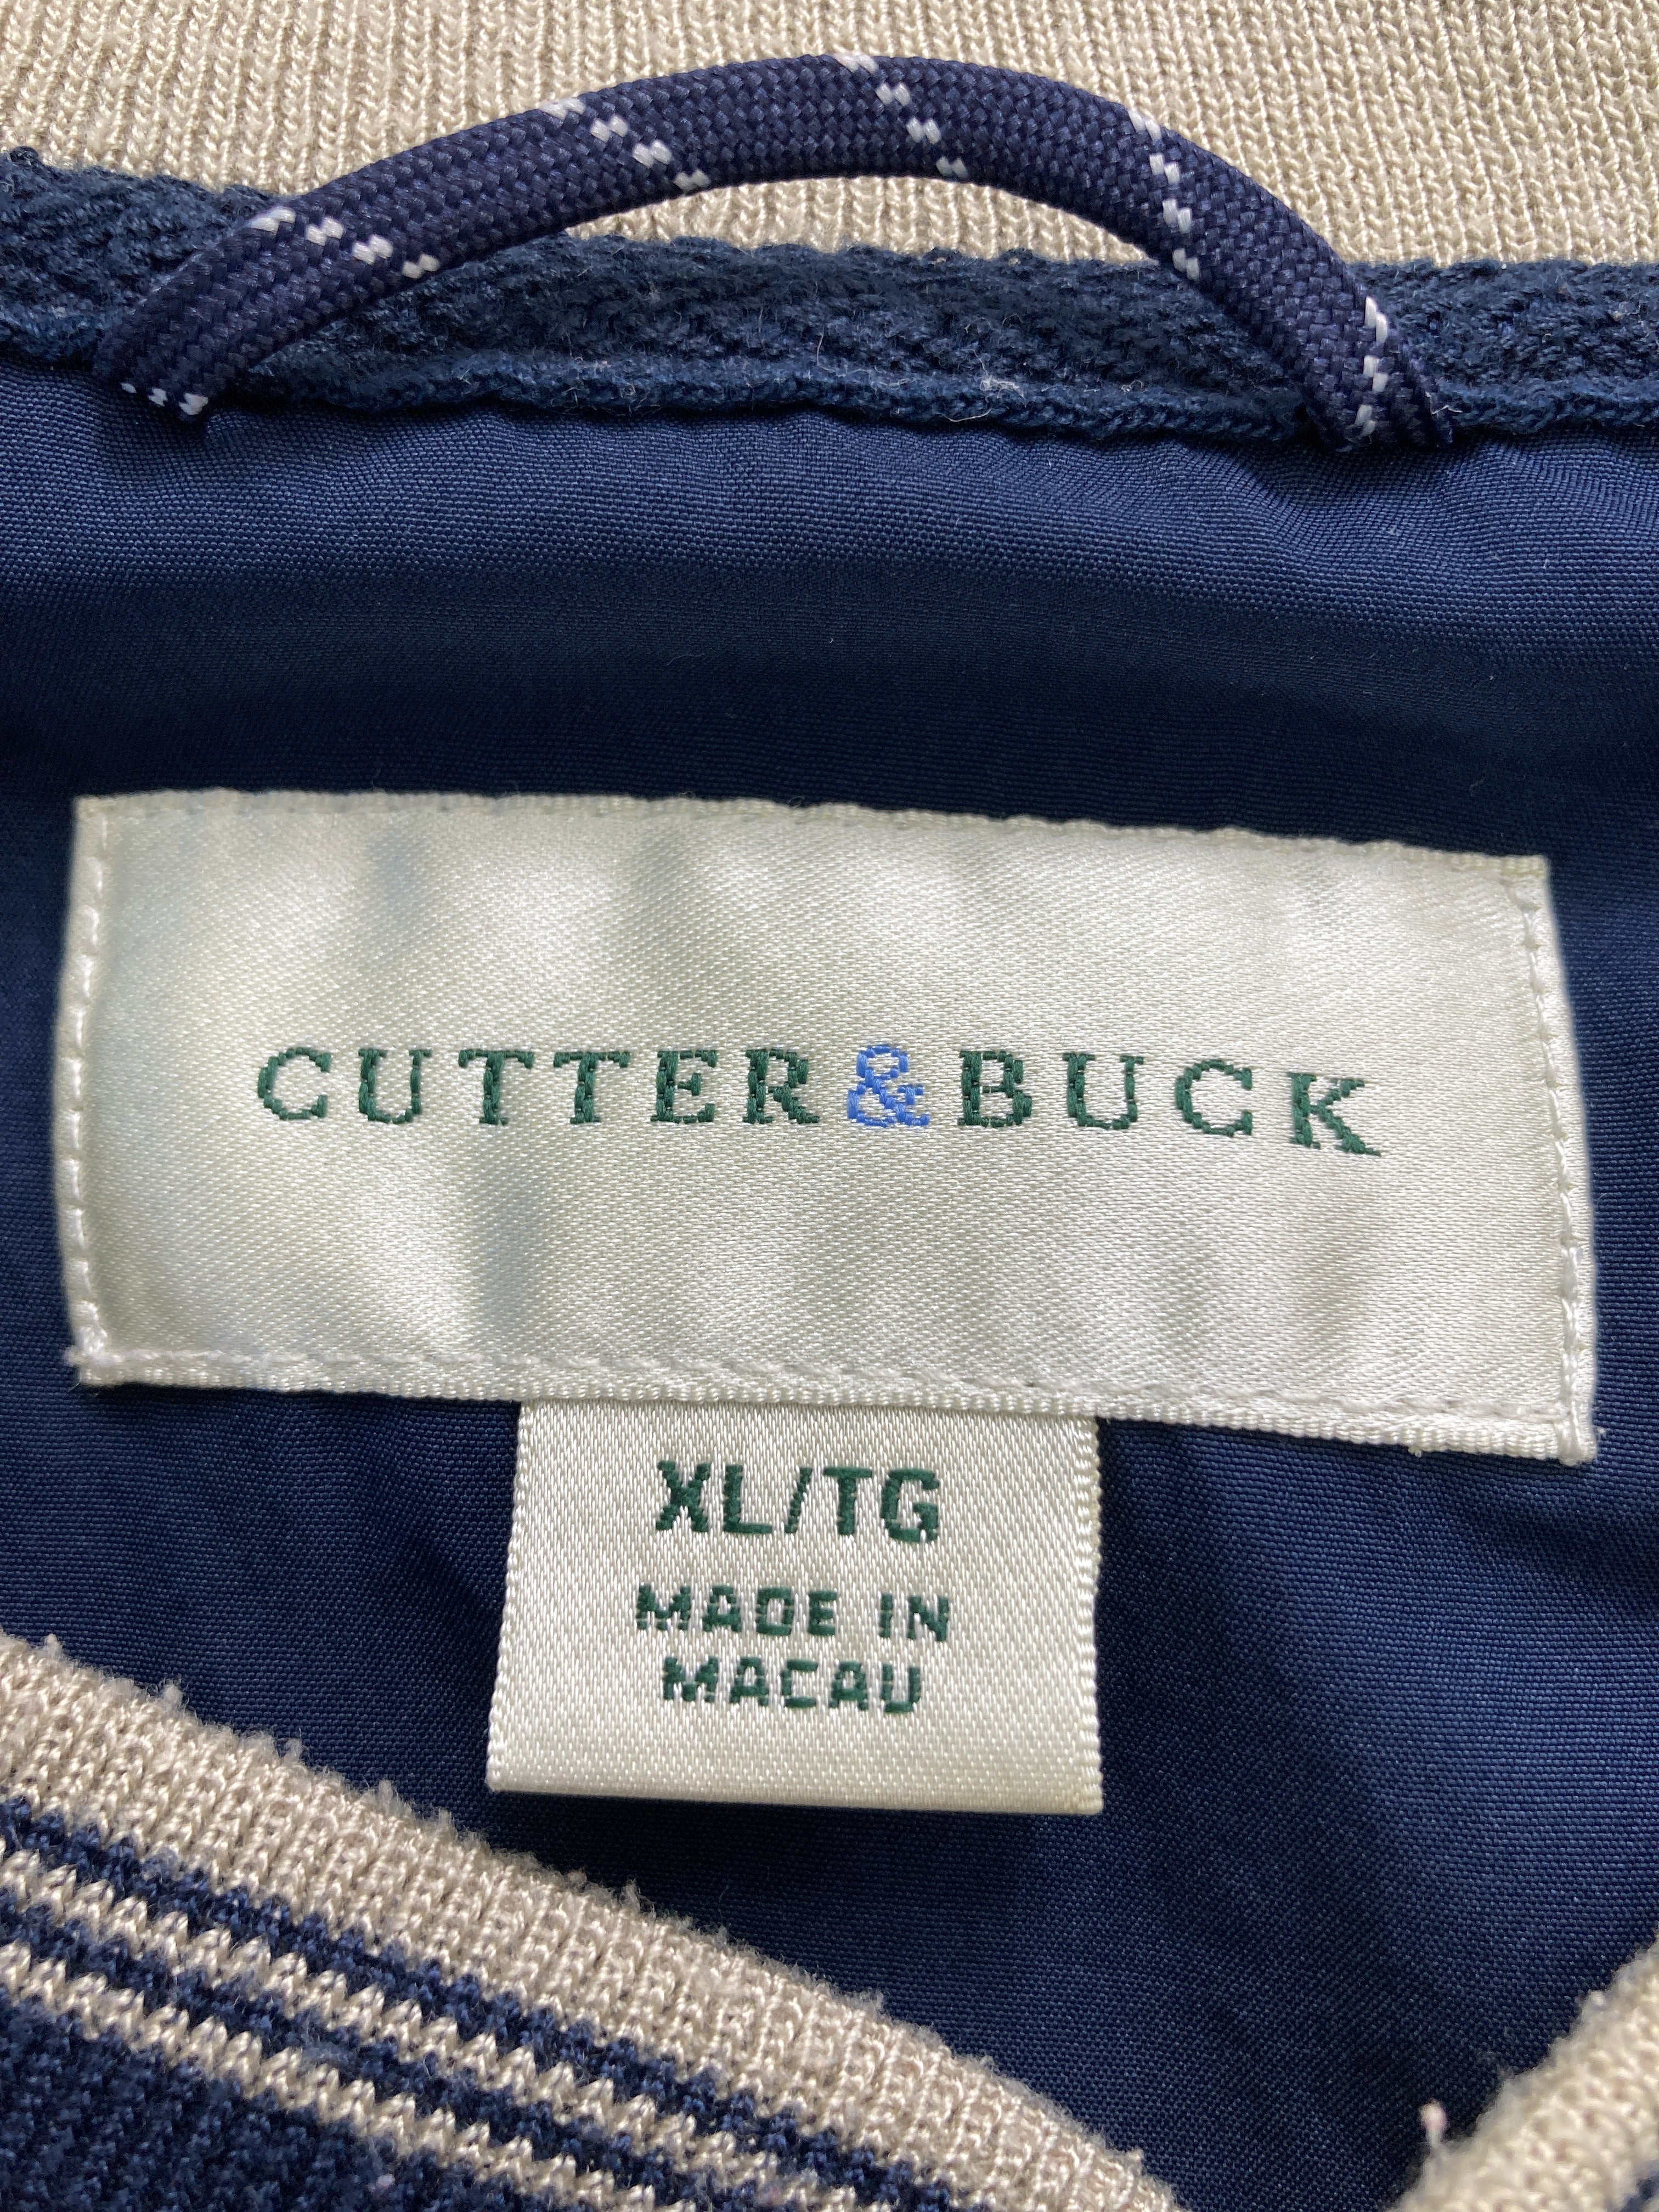 CUTTER & BUCK
XL/TG
MADE IN
MACAU